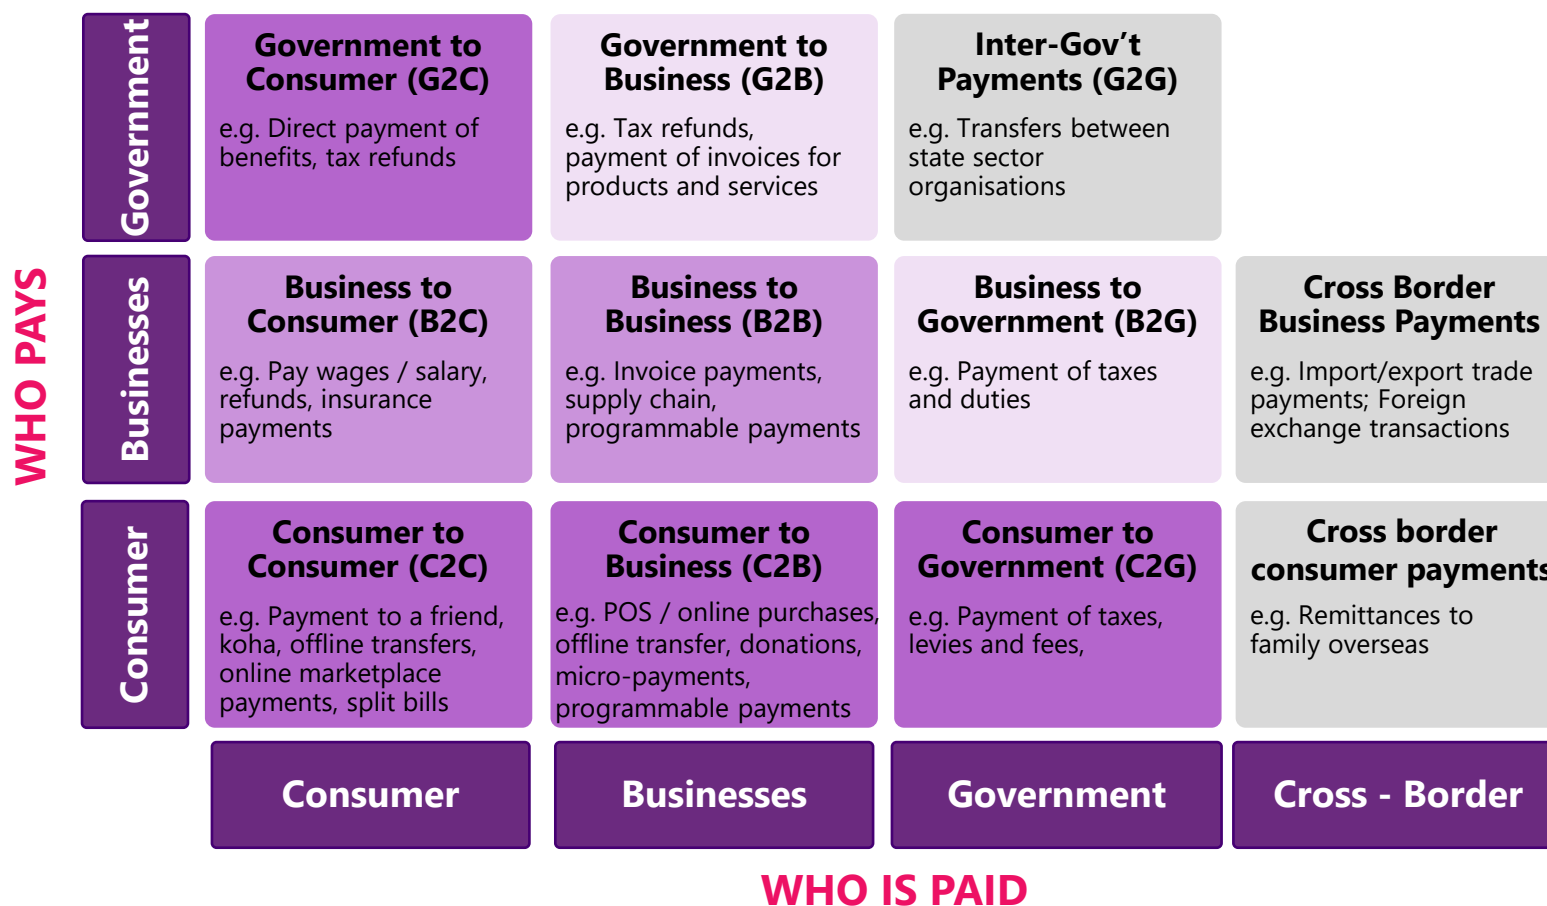 WHO PAYS
Government
Government to
Consumer (G2C)
e.g. Direct payment of
benefits, tax refunds
Government to
Business (G2B)
e.g. Tax refunds,
payment of invoices for
products and services
Inter-Gov’t
Payments (G2G)
e.g. Transfers between
state sector
organisations
Businesses
Business to
Consumer (B2C)
e.g. Pay wages / salary,
refunds, insurance
payments
Business to
Business (B2B)
e.g. Invoice payments,
supply chain,
programmable payments
Business to
Government (B2G)
e.g. Payment of taxes
and duties
Cross Border
Business Payments
e.g. Import/export trade
payments; Foreign
exchange transactions
Consumer
Consumer to
Consumer (C2C)
e.g. Payment to a friend,
koha, offline transfers,
online marketplace
payments, split bills
Consumer to
Business (C2B)
e.g. POS / online purchases,
offline transfer, donations,
micro-payments,
programmable payments
Consumer to
Government (C2G)
e.g. Payment of taxes,
levies and fees,
Cross border
consumer payments
e.g. Remittances to
family overseas
Consumer
Businesses
Government
Cross - Border
WHO IS PAID